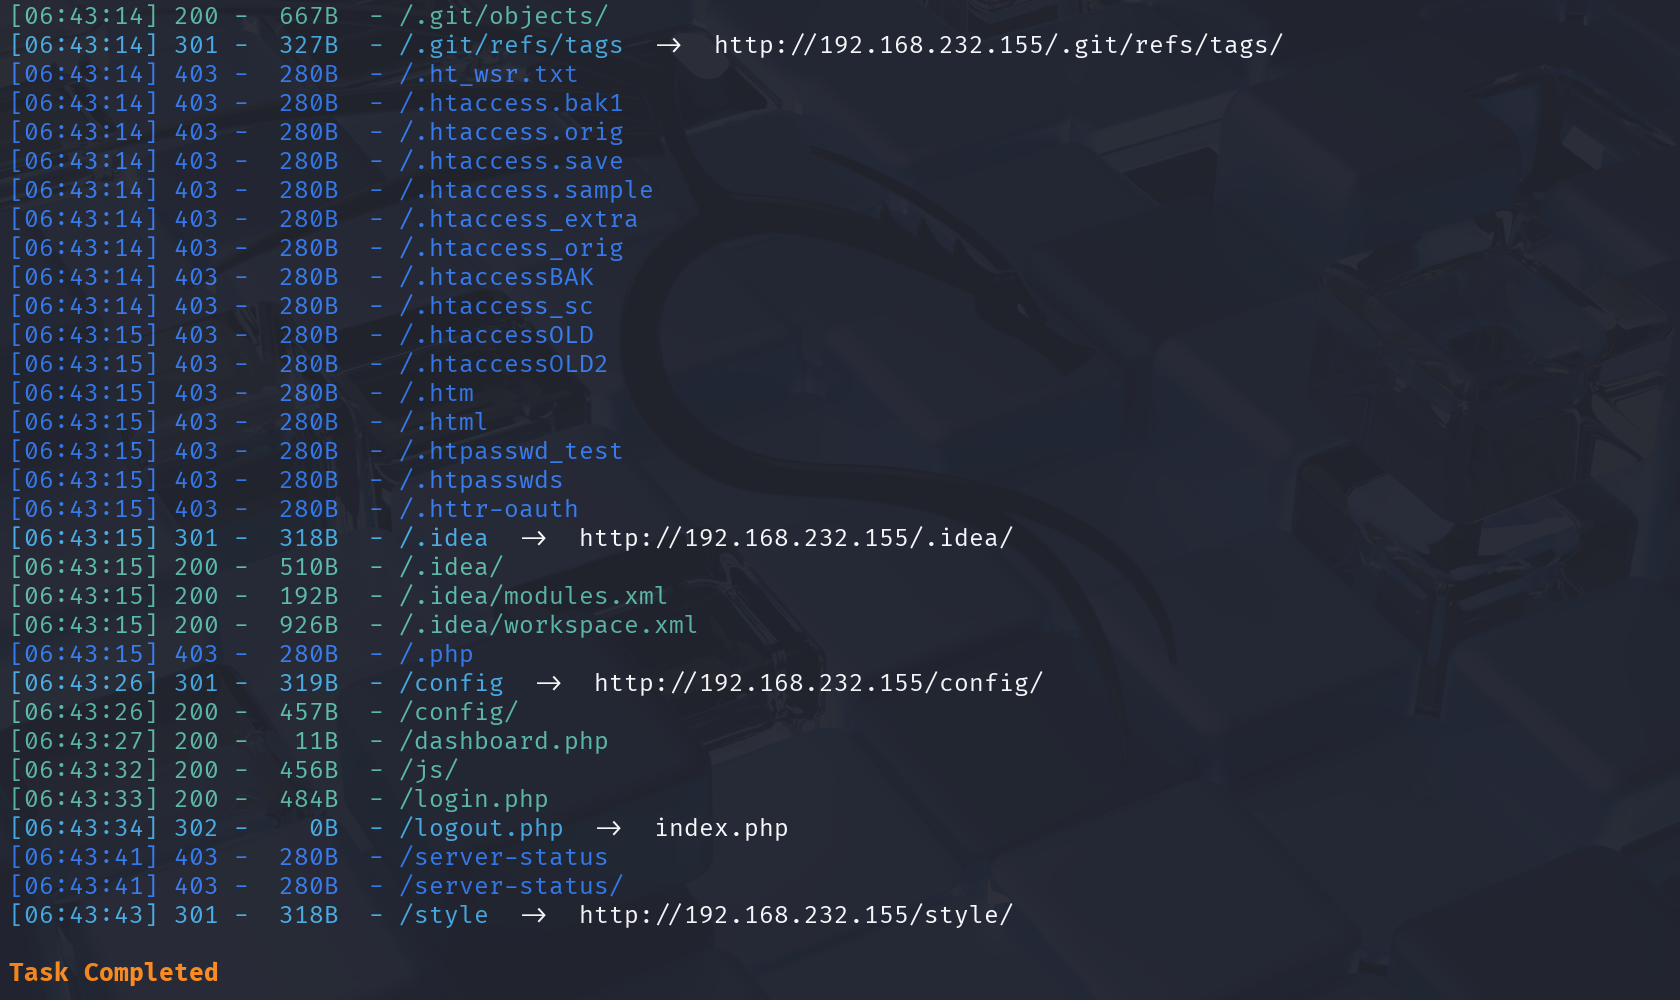 [06:43:14] 200 -  667B  - /.git/objects/
[06:43:14] 301 -  327B  - /.git/refs/tags  →  http://192.168.232.155/.git/refs/tags/
[06:43:14] 403 -  280B  - /.ht_wsr.txt
[06:43:14] 403 -  280B  - /.htaccess.bak1
[06:43:14] 403 -  280B  - /.htaccess.orig
[06:43:14] 403 -  280B  - /.htaccess.save
[06:43:14] 403 -  280B  - /.htaccess.sample
[06:43:14] 403 -  280B  - /.htaccess_extra
[06:43:14] 403 -  280B  - /.htaccess_orig
[06:43:14] 403 -  280B  - /.htaccessBAK
[06:43:14] 403 -  280B  - /.htaccess_sc
[06:43:15] 403 -  280B  - /.htaccessOLD
[06:43:15] 403 -  280B  - /.htaccessOLD2
[06:43:15] 403 -  280B  - /.htm
[06:43:15] 403 -  280B  - /.html
[06:43:15] 403 -  280B  - /.htpasswd_test
[06:43:15] 403 -  280B  - /.htpasswds
[06:43:15] 403 -  280B  - /.httr-oauth
[06:43:15] 301 -  318B  - /.idea  →  http://192.168.232.155/.idea/
[06:43:15] 200 -  510B  - /.idea/
[06:43:15] 200 -  192B  - /.idea/modules.xml
[06:43:15] 200 -  926B  - /.idea/workspace.xml
[06:43:15] 403 -  280B  - /.php
[06:43:26] 301 -  319B  - /config  →  http://192.168.232.155/config/
[06:43:26] 200 -  457B  - /config/
[06:43:27] 200 -   11B  - /dashboard.php
[06:43:32] 200 -  456B  - /js/
[06:43:33] 200 -  484B  - /login.php
[06:43:34] 302 -    0B  - /logout.php  →  index.php
[06:43:41] 403 -  280B  - /server-status
[06:43:41] 403 -  280B  - /server-status/
[06:43:43] 301 -  318B  - /style  →  http://192.168.232.155/style/
Task Completed